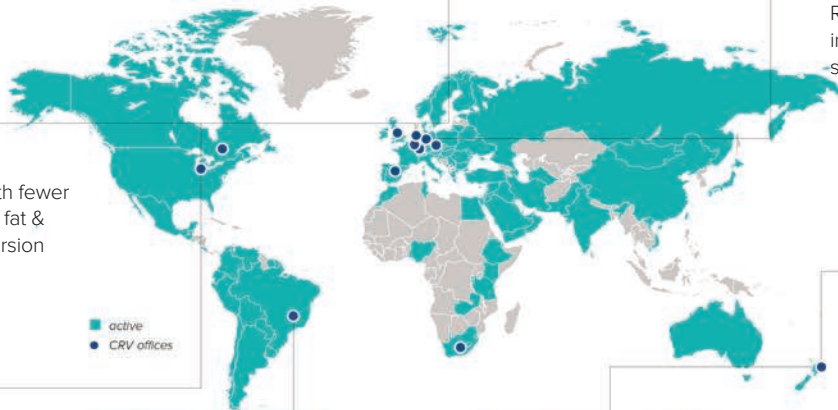 R
in
s
th fewer
fat &
rsion
active
CRV offices